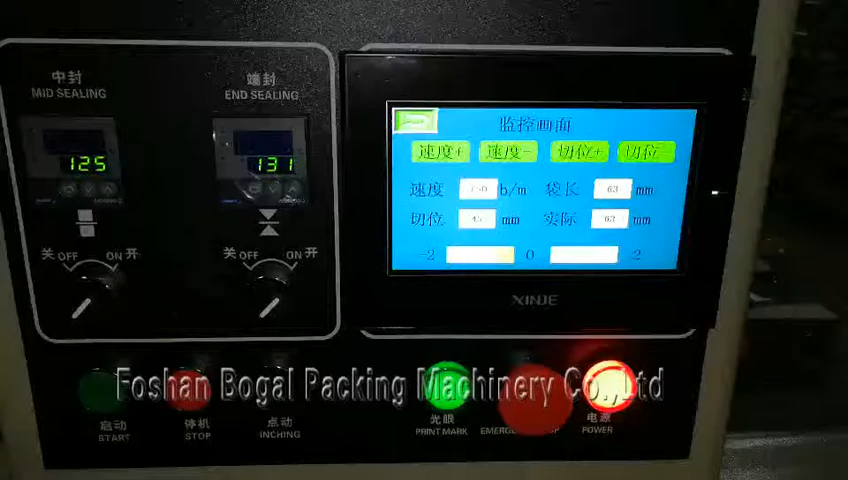 中封
MID SEALING
端封
END SEALING
125
131
关 OFF ON 开
关 OFF ON 开
监控画面
速度+ 速度- 切位+ 切位
速度 b/m 袋长 63 mm
切位 45 mm 实际 63 mm
-2 0 2
XINJE
Foshan Bogal Packing Machinery Co.,Ltd
启动
START
停机
STOP
点动
INCHING
光眼
PRINT MARK
电源
POWER